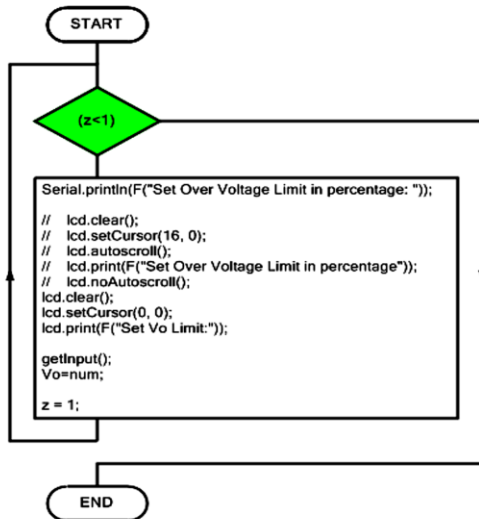 START
(z<1)
Serial.println(F("Set Over Voltage Limit in percentage: "));
// lcd.clear();
// lcd.setCursor(16, 0);
// lcd.autoscroll();
// lcd.print(F("Set Over Voltage Limit in percentage"));
// lcd.noAutoscroll();
lcd.clear();
lcd.setCursor(0, 0);
lcd.print(F("Set Vo Limit:"));
getInput();
Vo=num;
z = 1;
END